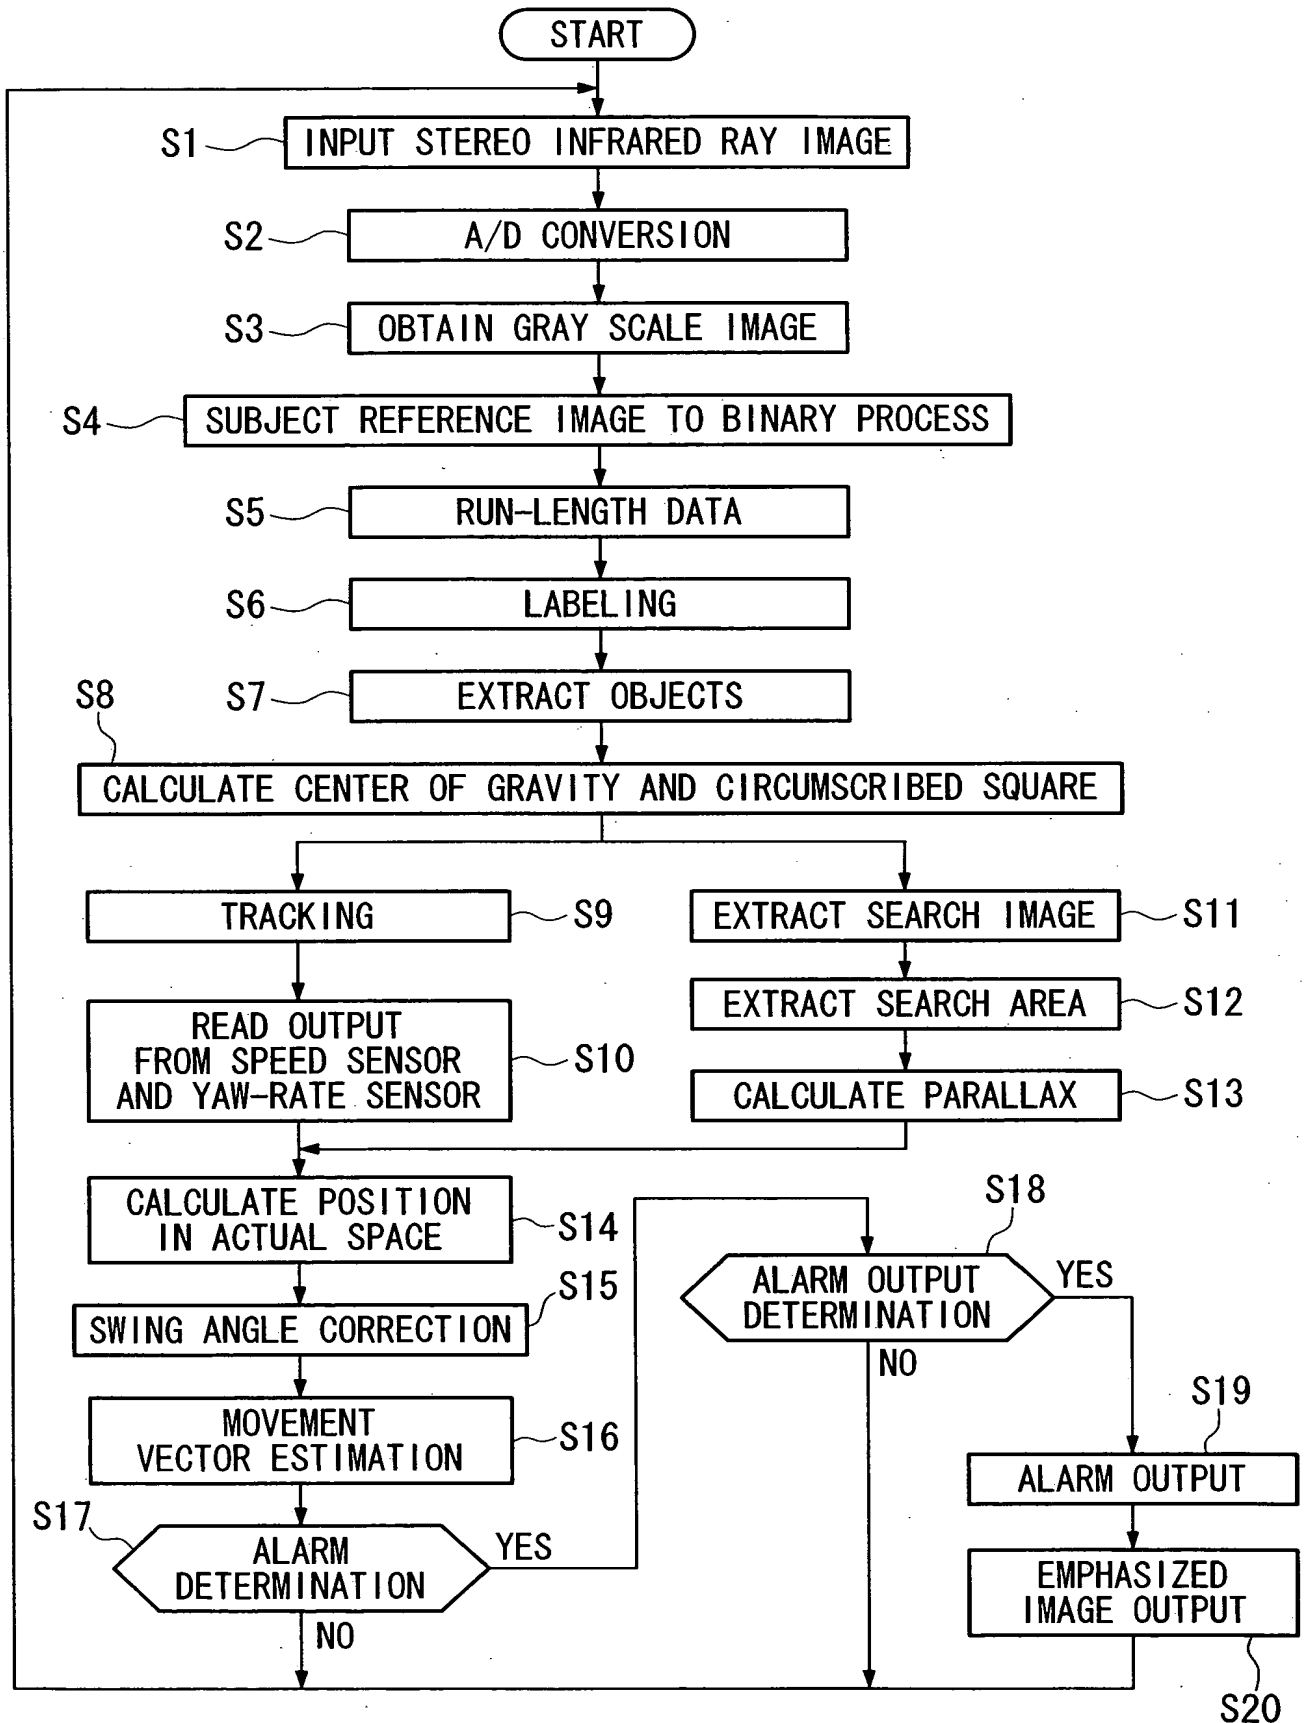 START
S1
INPUT STEREO INFRARED RAY IMAGE
S2
A/D CONVERSION
S3
OBTAIN GRAY SCALE IMAGE
S4
SUBJECT REFERENCE IMAGE TO BINARY PROCESS
S5
RUN-LENGTH DATA
S6
LABELING
S7
EXTRACT OBJECTS
S8
CALCULATE CENTER OF GRAVITY AND CIRCUMSCRIBED SQUARE
TRACKING
S9
READ OUTPUT
FROM SPEED SENSOR
AND YAW-RATE SENSOR
S10
EXTRACT SEARCH IMAGE
S11
EXTRACT SEARCH AREA
S12
CALCULATE PARALLAX
S13
CALCULATE POSITION
IN ACTUAL SPACE
S14
S15
SWING ANGLE CORRECTION
MOVEMENT
VECTOR ESTIMATION
S16
S17
ALARM
DETERMINATION
YES
NO
S18
ALARM OUTPUT
DETERMINATION
YES
NO
S19
ALARM OUTPUT
EMPHASIZED
IMAGE OUTPUT
S20